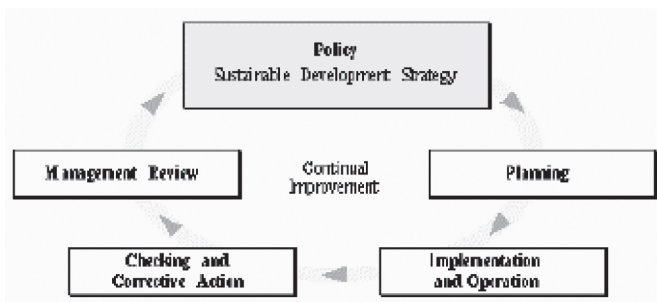 Policy
Sustainable Development Strategy
Management Review
Continual
Improvement
Planning
Checking and
Corrective Action
Implementation
and Operation